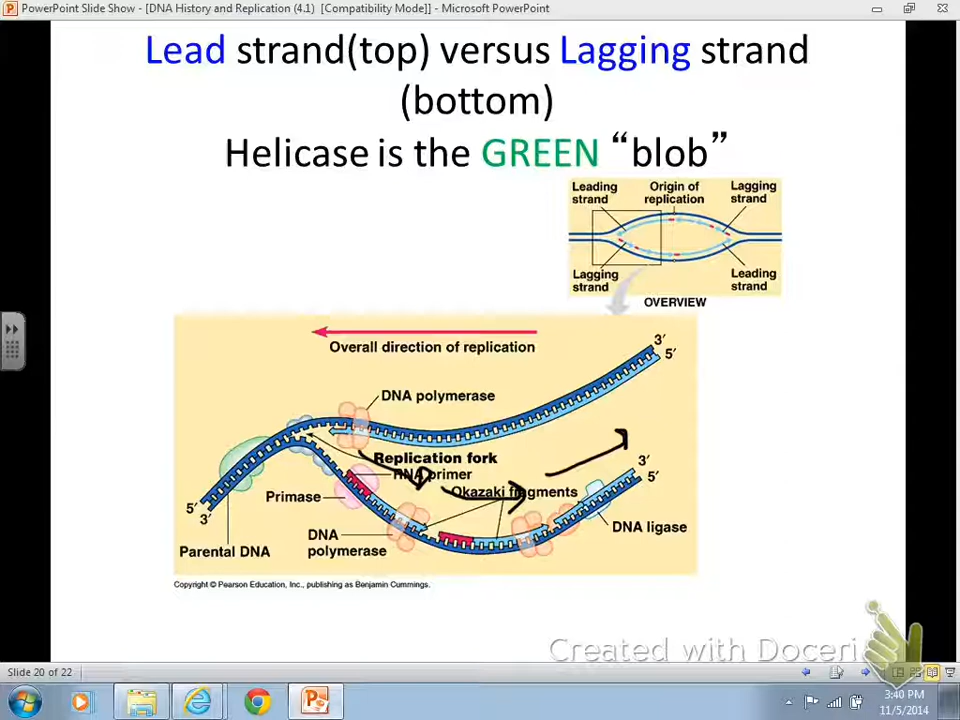 PowerPoint Slide Show - [DNA History and Replication (4.1) [Compatibility Mode]] - Microsoft PowerPoint
Lead strand(top) versus Lagging strand
(bottom)
Helicase is the GREEN “blob”
Leading
strand
Origin of
replication
Lagging
strand
Lagging
strand
Leading
strand
OVERVIEW
Overall direction of replication
3′
5′
DNA polymerase
Replication fork
RNA primer
Okazaki fragments
3′
5′
Primase
5′
3′
DNA
polymerase
DNA ligase
Parental DNA
Copyright © Pearson Education, Inc., publishing as Benjamin Cummings.
Created with Doceri
Slide 20 of 22
3:40 PM
11/5/2014